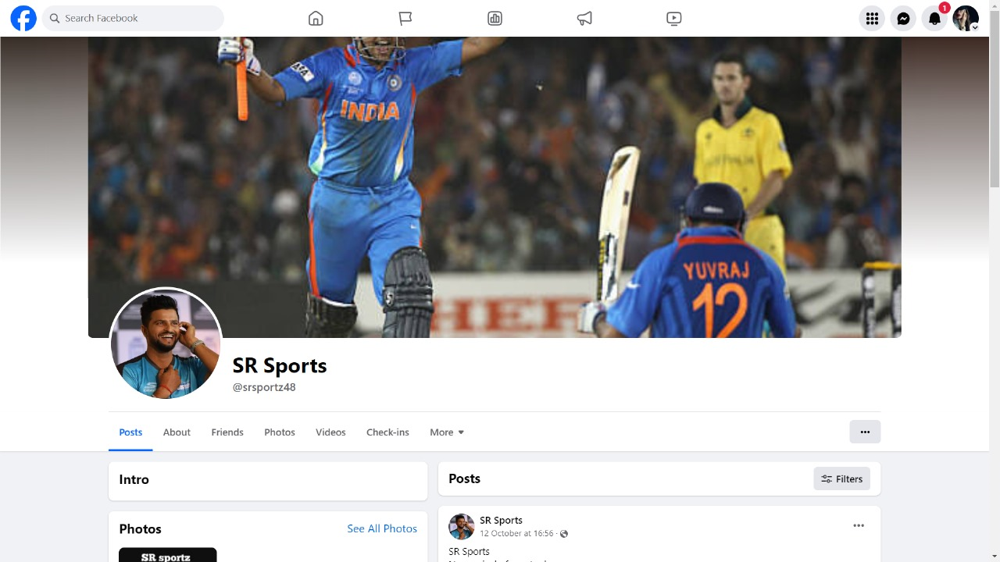 Search Facebook
1
INDIA
AUSTRALIA
YUVRAJ
12
SR Sports
@srsportz48
Posts
About
Friends
Photos
Videos
Check-ins
More
Intro
Posts
Filters
Photos
See All Photos
SR sportz
SR Sports
12 October at 16:56 ·
SR Sports